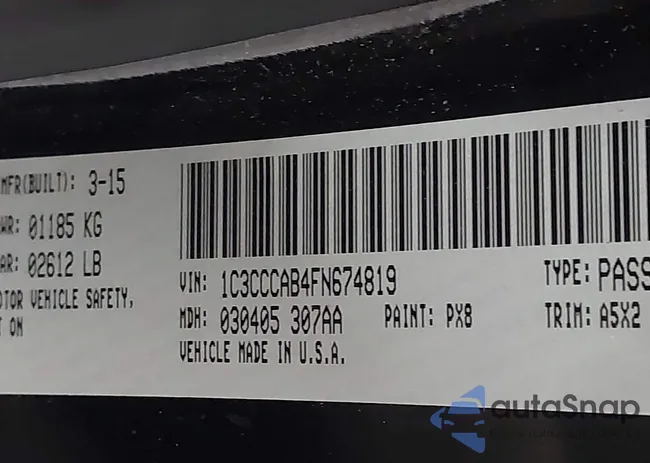 MFR(BUILT): 3-15
WR: 01185 KG
AR: 02612 LB
OTOR VEHICLE SAFETY,
T ON
VIN: 1C3CCCAB4FN674819
TYPE: PASS
MDH: 030405 307AA
PAINT: PX8
TRIM: A5X2
VEHICLE MADE IN U.S.A.
autoSnap